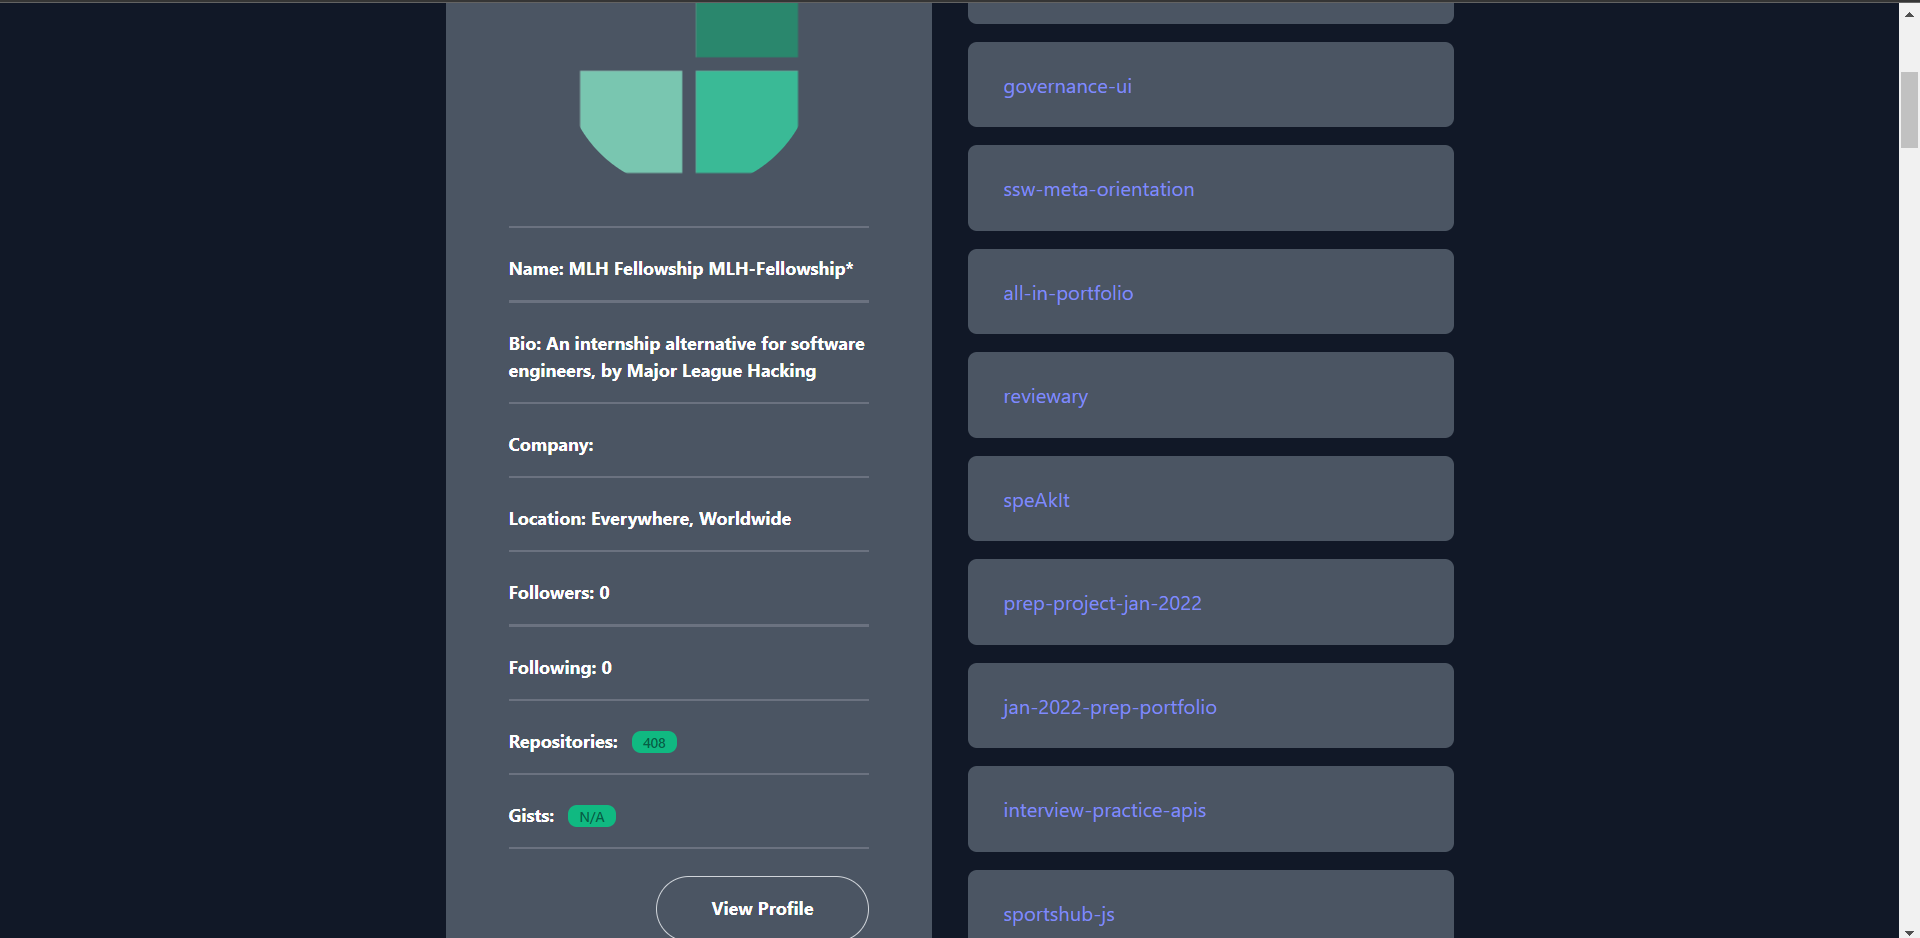 Name: MLH Fellowship MLH-Fellowship*
Bio: An internship alternative for software
engineers, by Major League Hacking
Company:
Location: Everywhere, Worldwide
Followers: 0
Following: 0
Repositories: 408
Gists: N/A
View Profile
governance-ui
ssw-meta-orientation
all-in-portfolio
reviewary
speAkIt
prep-project-jan-2022
jan-2022-prep-portfolio
interview-practice-apis
sportshub-js